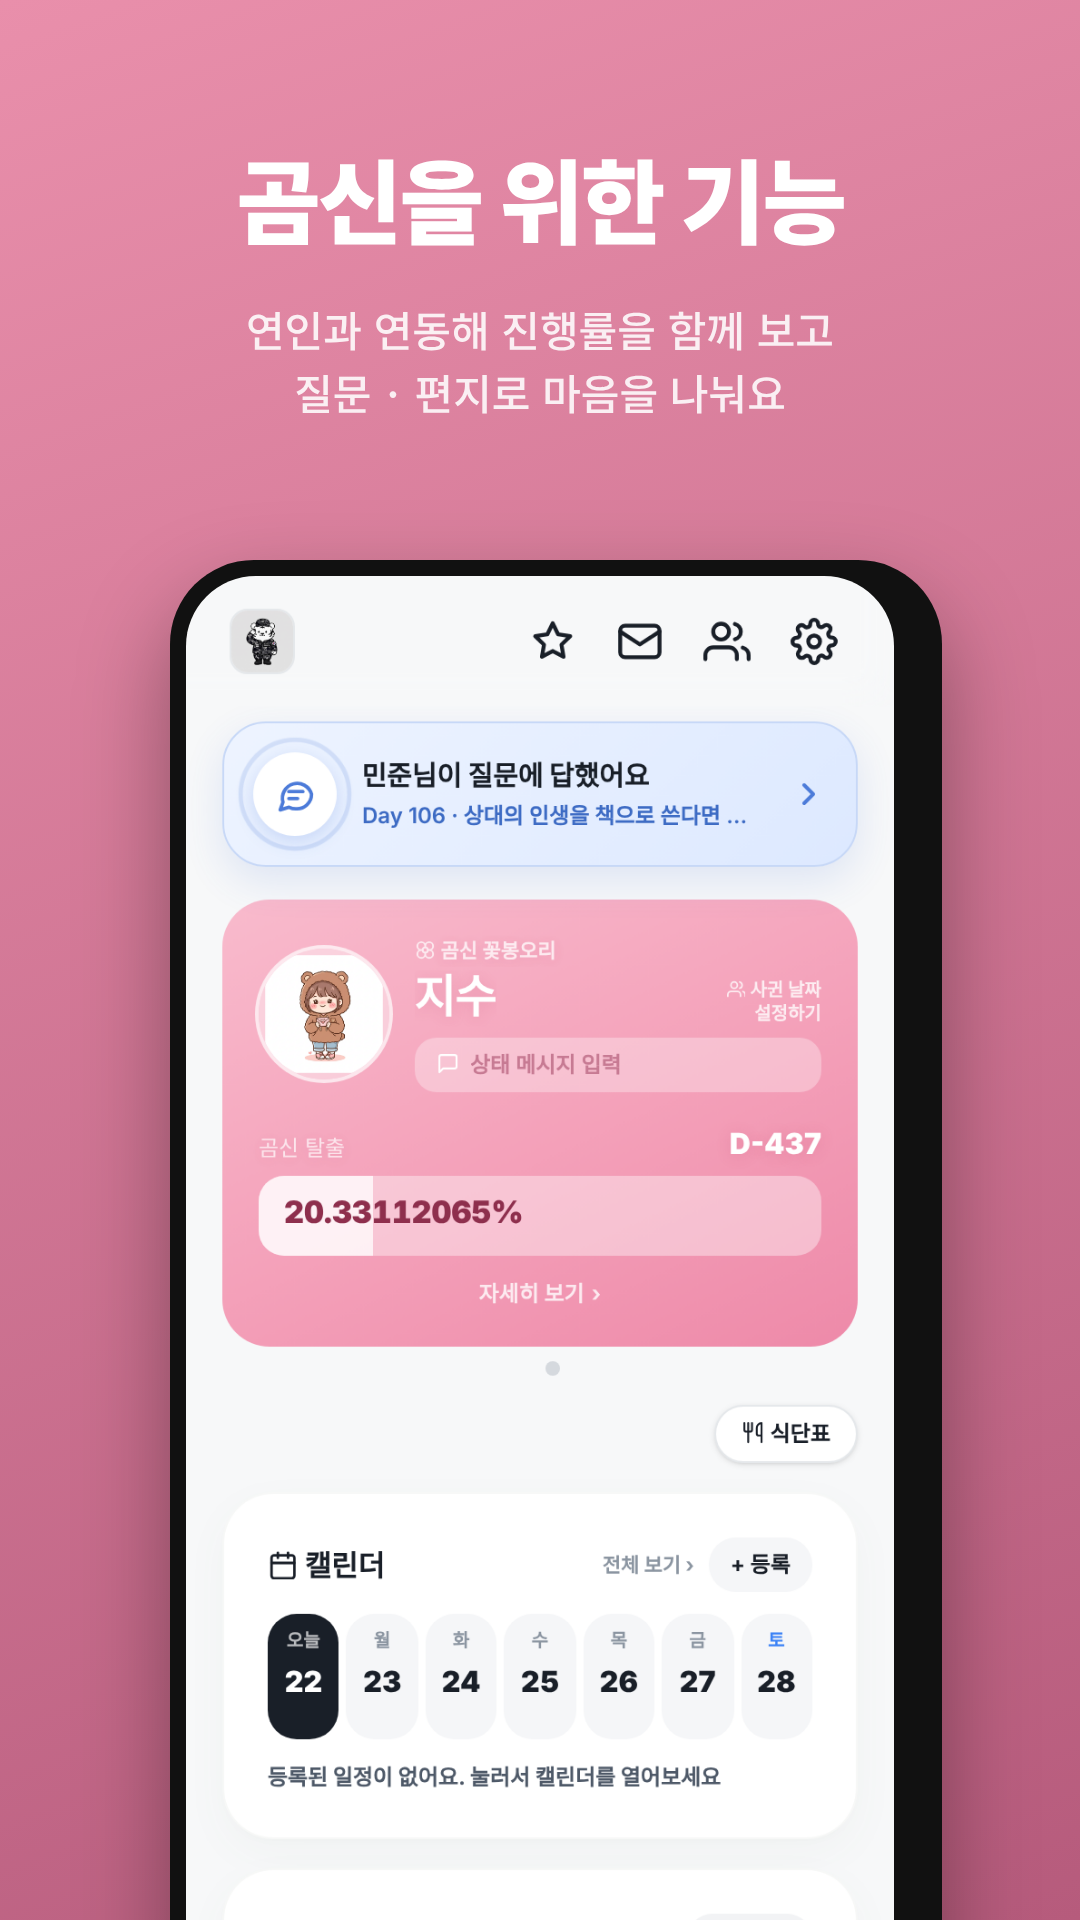 곰신을 위한 기능
연인과 연동해 진행률을 함께 보고
질문 · 편지로 마음을 나눠요
민준님이 질문에 답했어요
Day 106 · 상대의 인생을 책으로 쓴다면 ...
곰신 꽃봉오리
지수
사귄 날짜
설정하기
상태 메시지 입력
곰신 탈출
D-437
20.33112065%
자세히 보기 ›
식단표
캘린더
전체 보기 ›
+ 등록
오늘 월 화 수 목 금 토
22 23 24 25 26 27 28
등록된 일정이 없어요. 눌러서 캘린더를 열어보세요